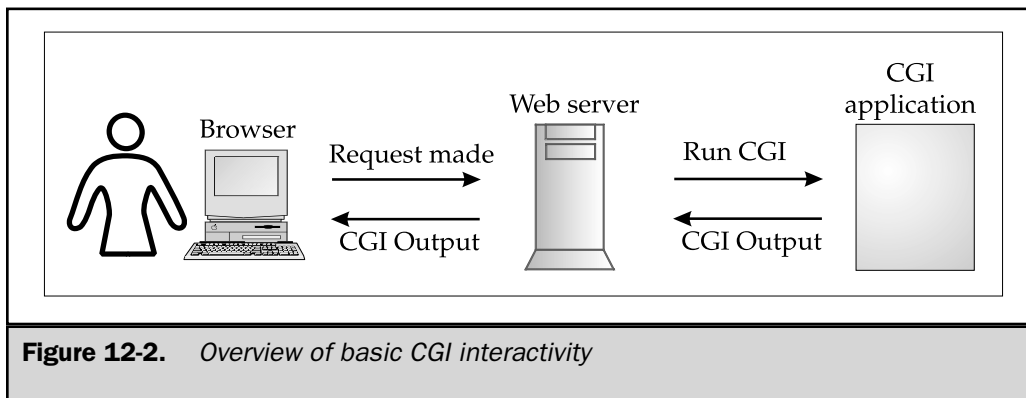 Browser
Request made
CGI Output
Web server
Run CGI
CGI Output
CGI
application
Figure 12-2. Overview of basic CGI interactivity